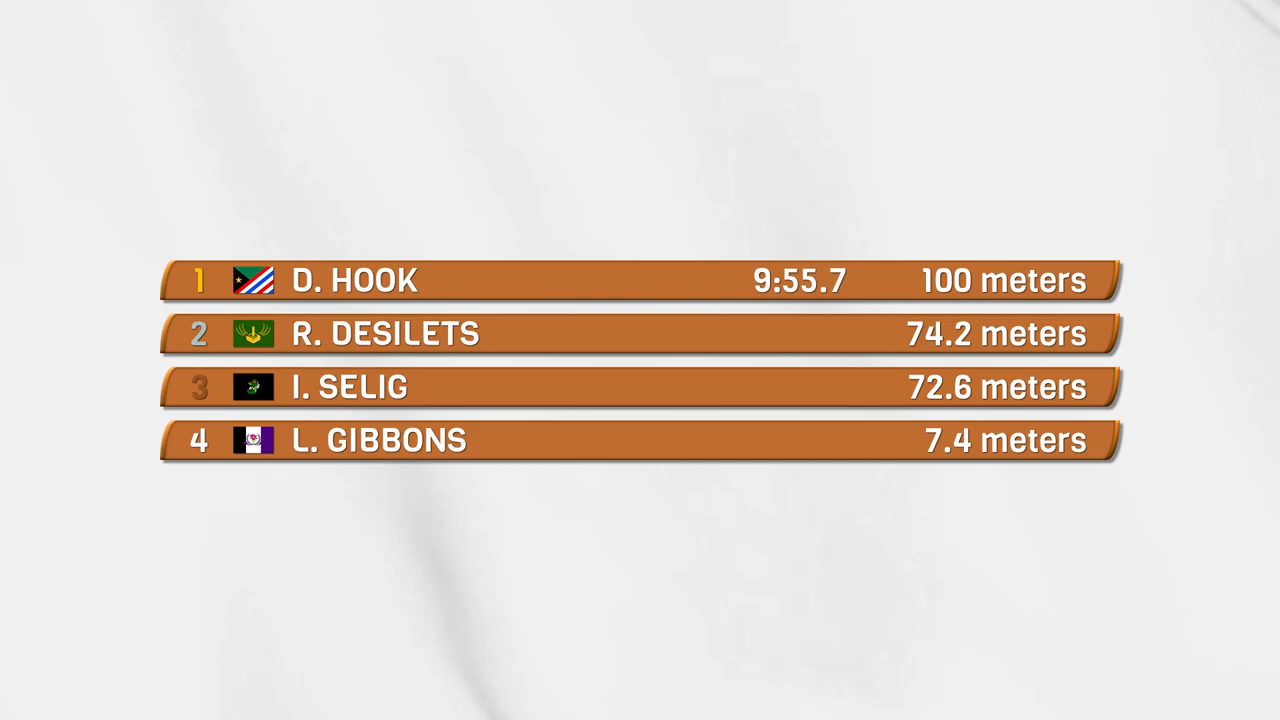 1 D. HOOK 9:55.7 100 meters
2 R. DESILETS 74.2 meters
3 I. SELIG 72.6 meters
4 L. GIBBONS 7.4 meters